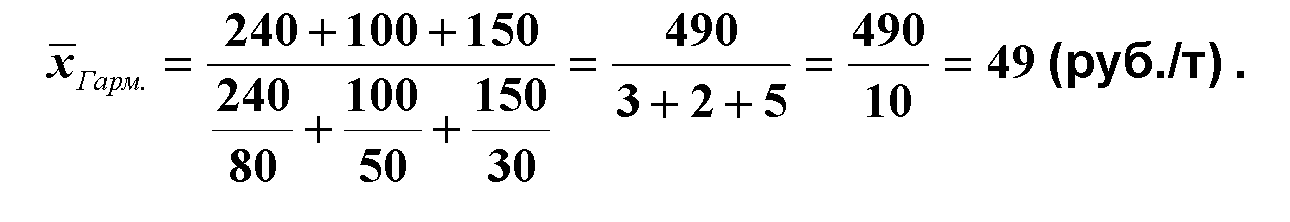 x̅ Гарм. = (240 + 100 + 150) / (240/80 + 100/50 + 150/30) = 490 / (3 + 2 + 5) = 490/10 = 49 (руб./т) .